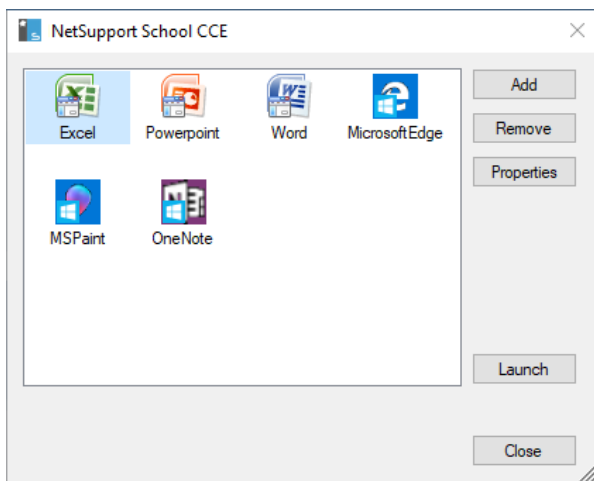 NetSupport School CCE
Excel
Powerpoint
Word
MicrosoftEdge
MSPaint
OneNote
Add
Remove
Properties
Launch
Close